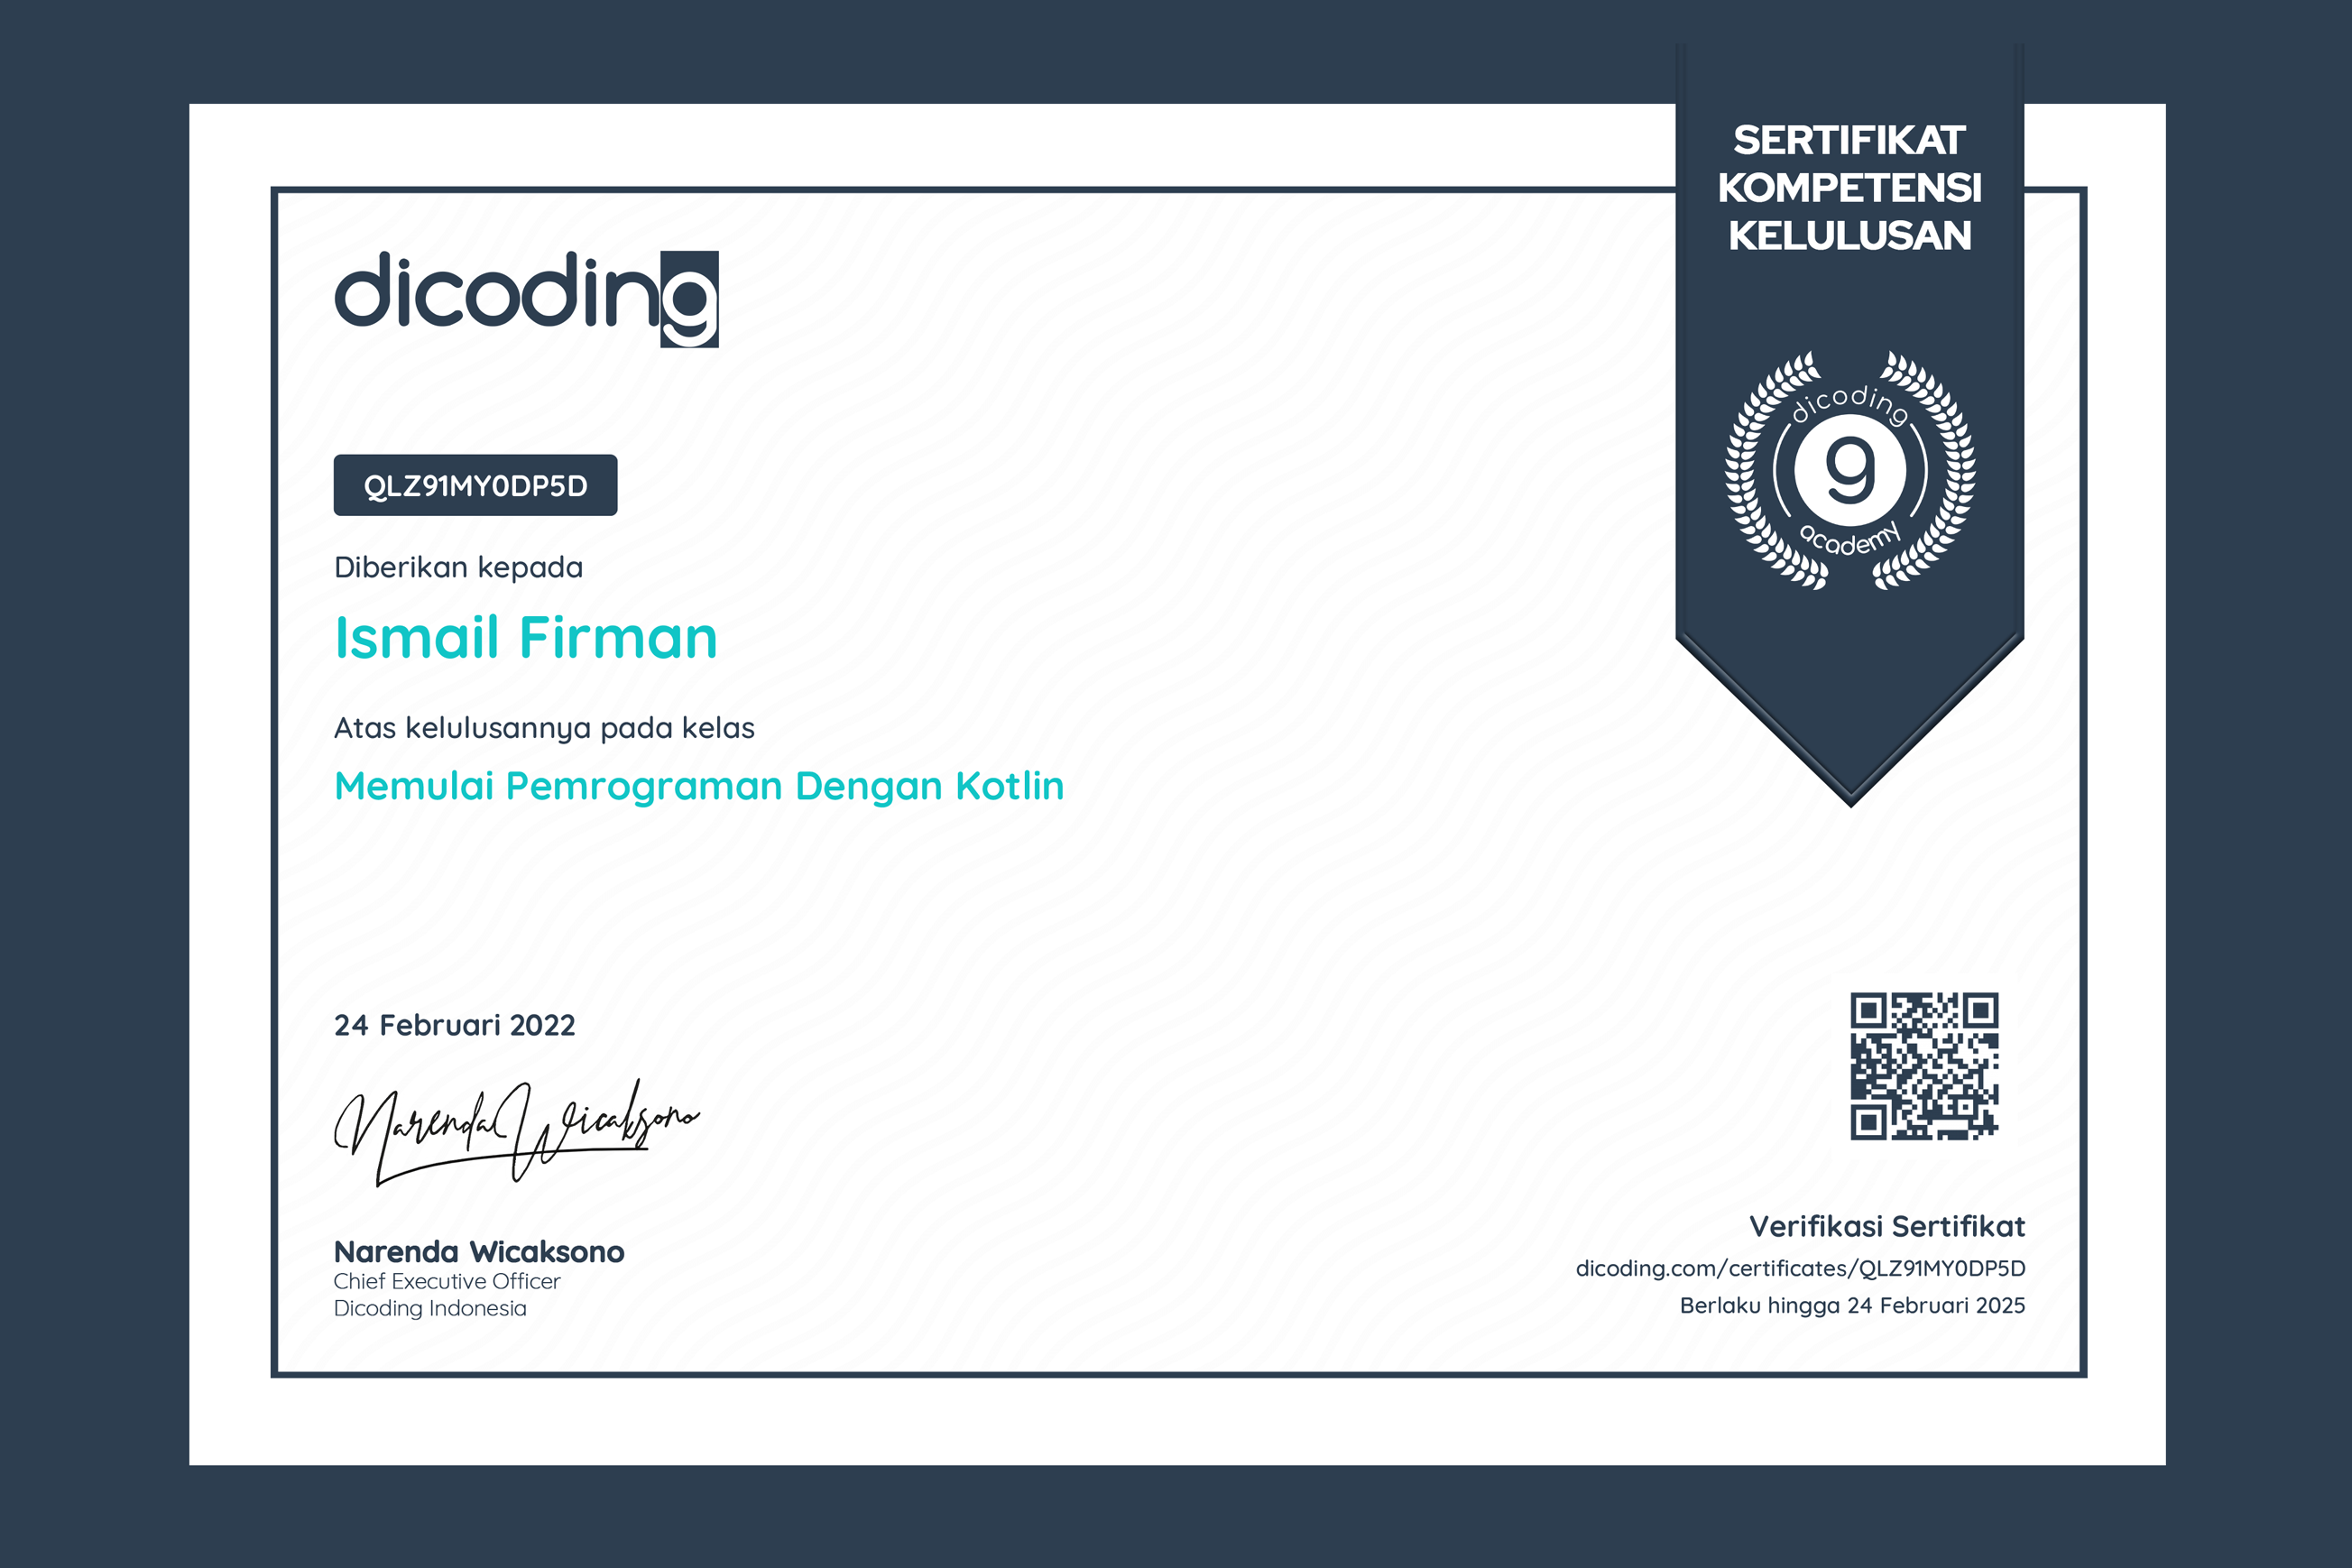 SERTIFIKAT
KOMPETENSI
KELULUSAN
dicoding
dicoding
g
academy
QLZ91MY0DP5D
Diberikan kepada
Ismail Firman
Atas kelulusannya pada kelas
Memulai Pemrograman Dengan Kotlin
24 Februari 2022
Narenda Wicaksono
Narenda Wicaksono
Chief Executive Officer
Dicoding Indonesia
Verifikasi Sertifikat
dicoding.com/certificates/QLZ91MY0DP5D
Berlaku hingga 24 Februari 2025